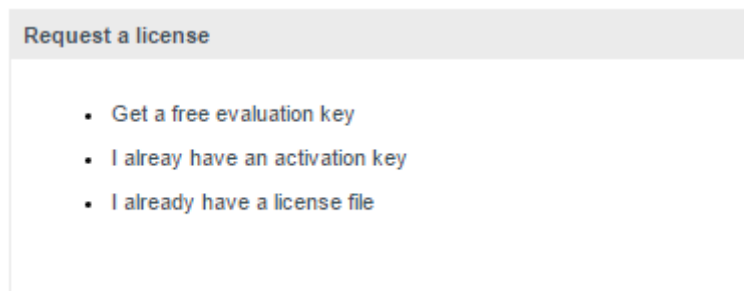 Request a license
Get a free evaluation key
I alreay have an activation key
I already have a license file